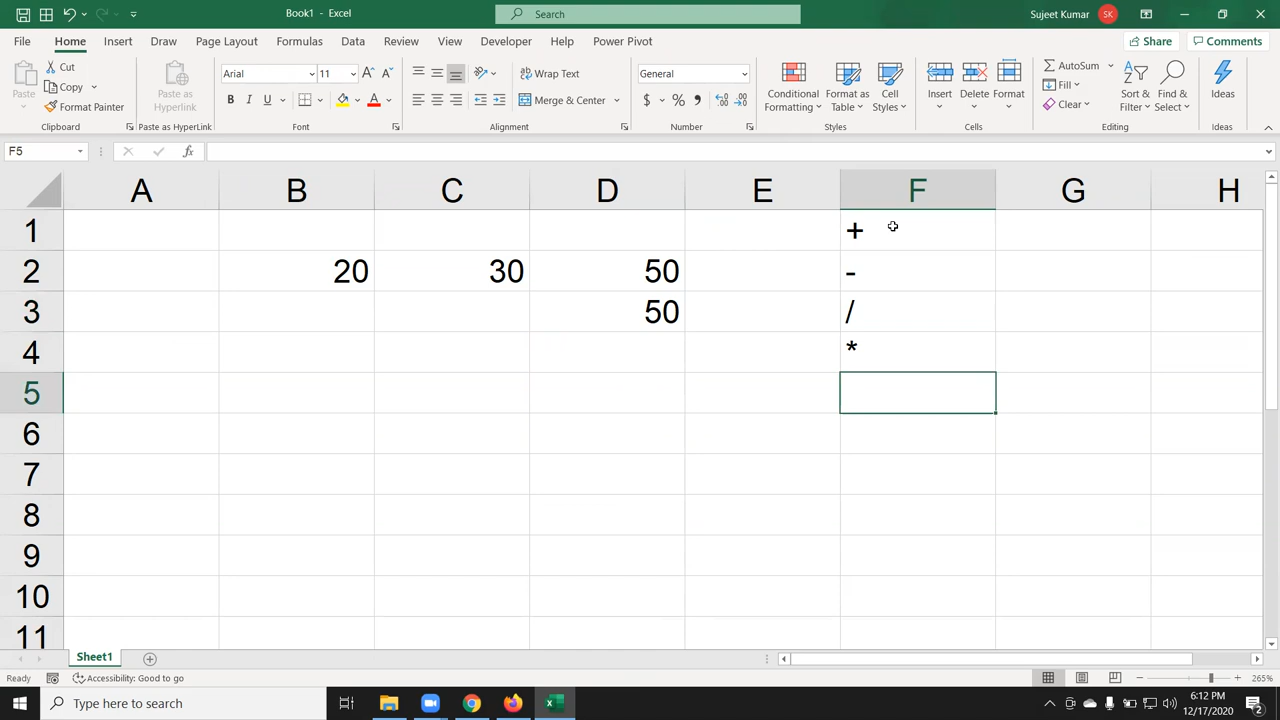 Book1 - Excel
Search
Sujeet Kumar
SK
File
Home
Insert
Draw
Page Layout
Formulas
Data
Review
View
Developer
Help
Power Pivot
Share
Comments
Paste
Cut
Copy
Format Painter
Clipboard
Paste as
Hyperlink
Paste as HyperLink
Arial
11
B I U
Font
Wrap Text
Merge & Center
Alignment
General
$ % ,
Number
Conditional
Formatting
Format as
Table
Cell
Styles
Styles
Insert
Delete
Format
Cells
AutoSum
Fill
Clear
Sort &
Filter
Find &
Select
Editing
Ideas
Ideas
F5
fx
A B C D E F G H
1 +
2 20 30 50 -
3 50 /
4 *
5
6
7
8
9
10
11
Sheet1
Ready
Accessibility: Good to go
265%
Type here to search
6:12 PM
12/17/2020